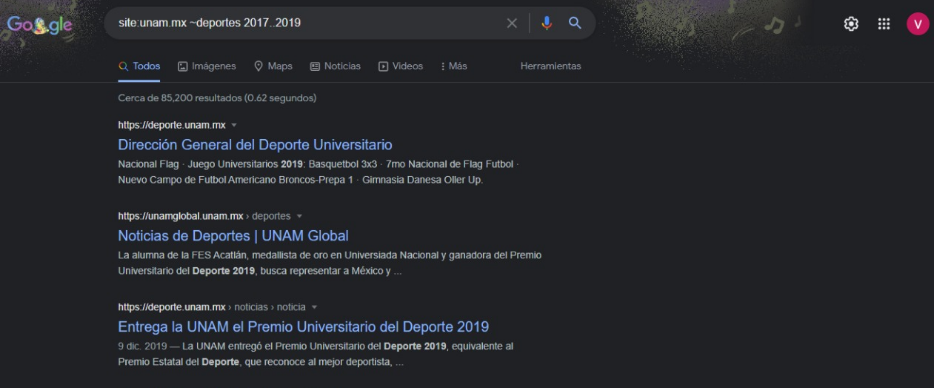 Google
site:unam.mx ~deportes 2017..2019
V
Todos Imágenes Maps Noticias Videos Más Herramientas
Cerca de 85,200 resultados (0.62 segundos)
https://deporte.unam.mx
Dirección General del Deporte Universitario
Nacional Flag · Juego Universitarios 2019: Basquetbol 3x3 · 7mo Nacional de Flag Futbol ·
Nuevo Campo de Futbol Americano Broncos-Prepa 1 · Gimnasia Danesa Oller Up.
https://unamglobal.unam.mx › deportes
Noticias de Deportes | UNAM Global
La alumna de la FES Acatlán, medallista de oro en Universiada Nacional y ganadora del Premio
Universitario del Deporte 2019, busca representar a México y ...
https://deporte.unam.mx › noticias › noticia
Entrega la UNAM el Premio Universitario del Deporte 2019
9 dic. 2019 — La UNAM entregó el Premio Universitario del Deporte 2019, equivalente al
Premio Estatal del Deporte, que reconoce al mejor deportista, ...